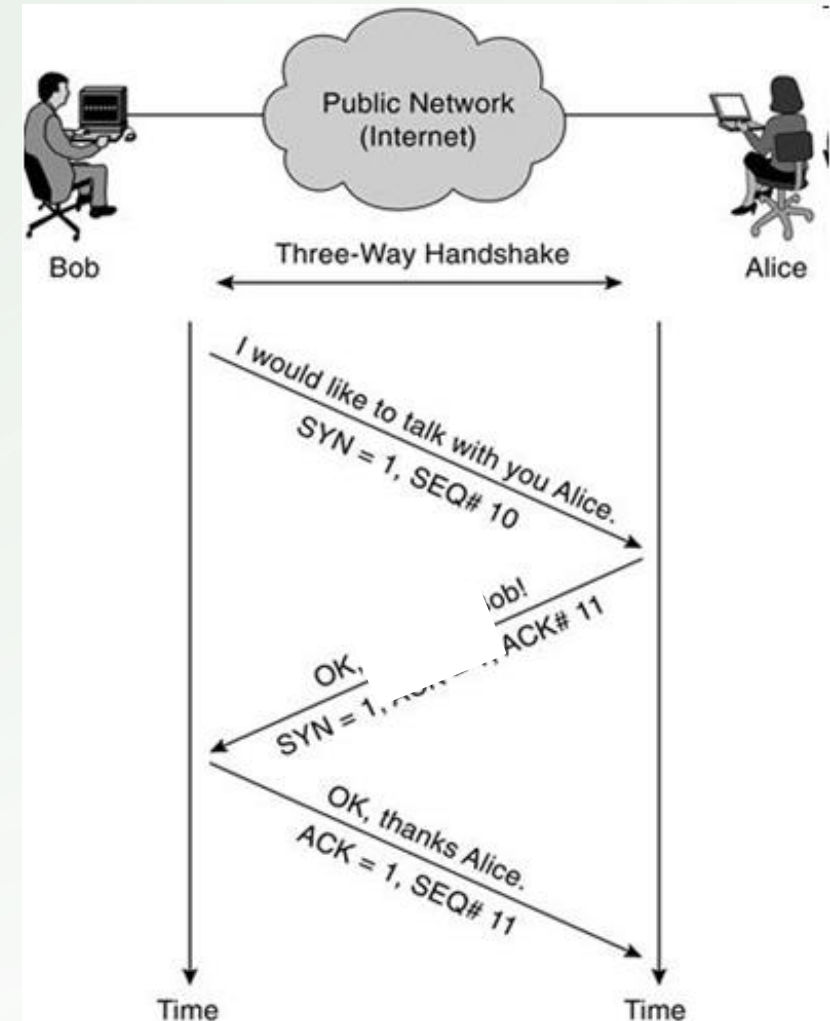 Public Network
(Internet)
Bob
Three-Way Handshake
Alice
I would like to talk with you Alice.
SYN = 1, SEQ# 10
OK,
SYN = 1, ACK# 11
OK, thanks Alice.
ACK = 1, SEQ# 11
Time
Time